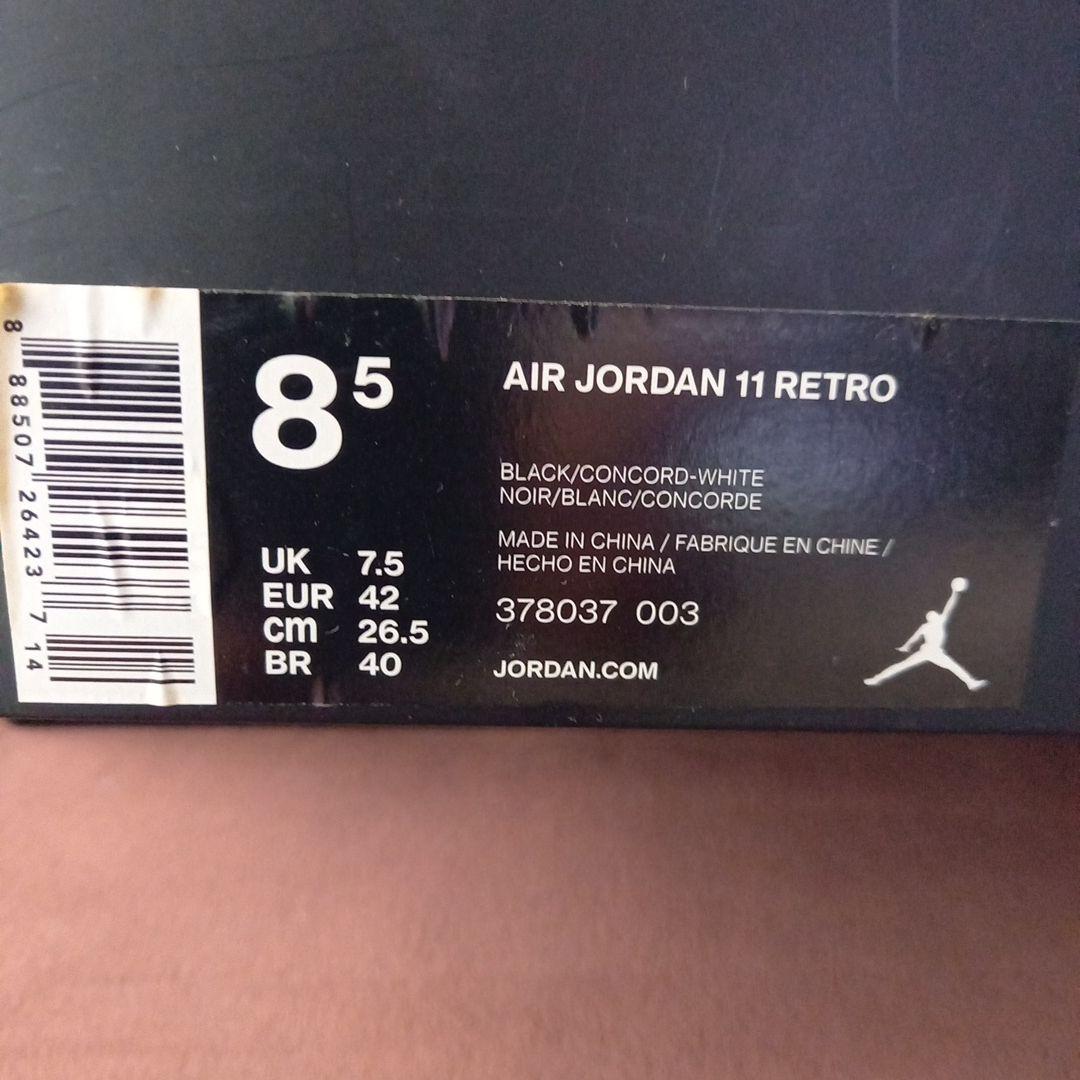 8 88507 26423 7 14
8 5
AIR JORDAN 11 RETRO
BLACK/CONCORD-WHITE
NOIR/BLANC/CONCORDE
MADE IN CHINA / FABRIQUE EN CHINE /
HECHO EN CHINA
378037 003
JORDAN.COM
UK 7.5
EUR 42
cm 26.5
BR 40